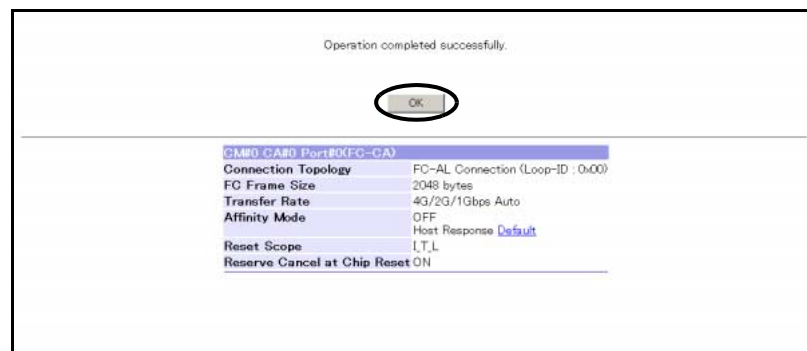 Operation completed successfully.
OK
CM#0 CA#0 Port#0(FC-CA)
Connection Topology FC-AL Connection (Loop-ID : 0x00)
FC Frame Size 2048 bytes
Transfer Rate 4G/2G/1Gbps Auto
Affinity Mode OFF
Host Response Default
Reset Scope I_T_L
Reserve Cancel at Chip Reset ON